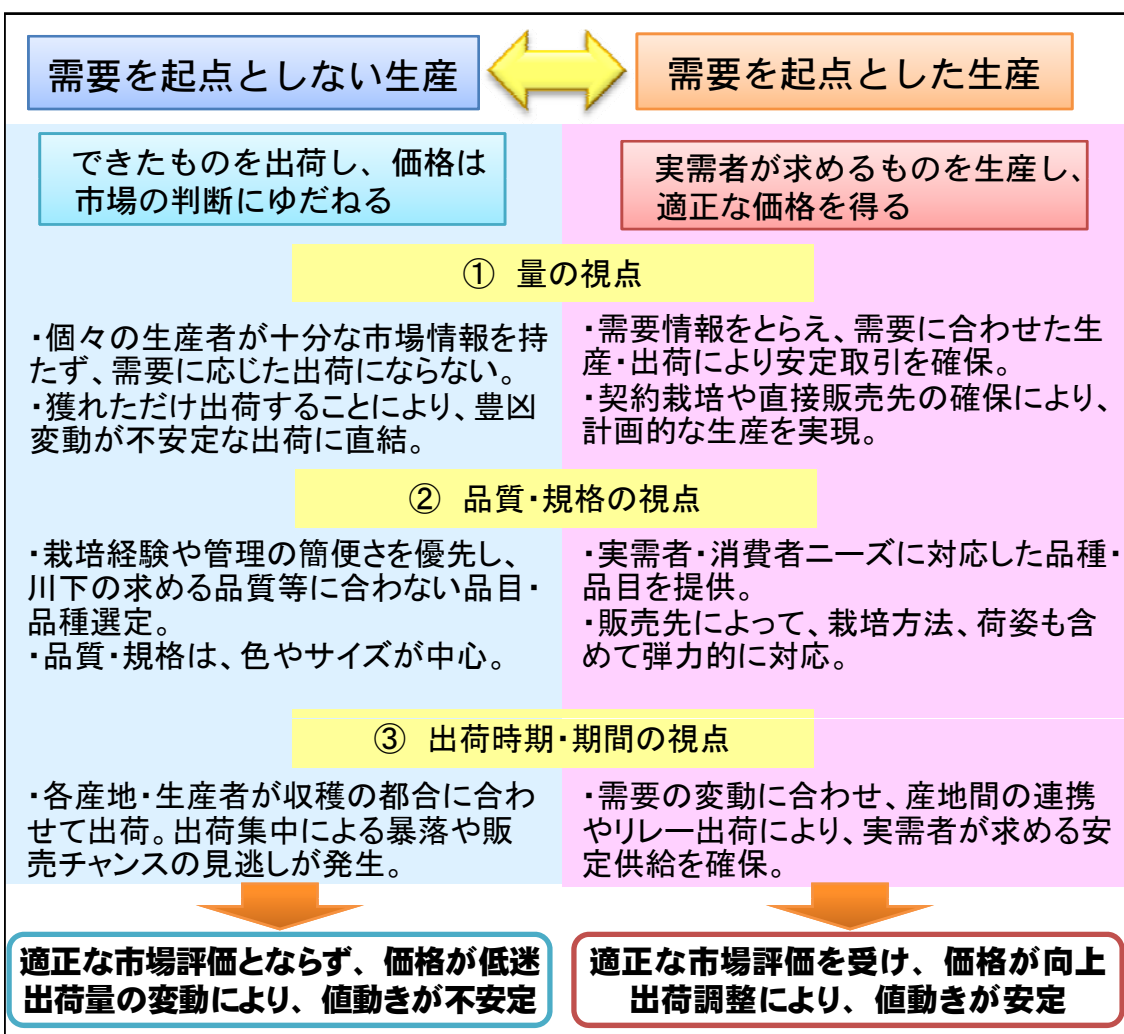 需要を起点としない生産
需要を起点とした生産
できたものを出荷し、価格は
市場の判断にゆだねる
実需者が求めるものを生産し、
適正な価格を得る
① 量の視点
・個々の生産者が十分な市場情報を持
たず、需要に応じた出荷にならない。
・獲れただけ出荷することにより、豊凶
変動が不安定な出荷に直結。
・需要情報をとらえ、需要に合わせた生
産・出荷により安定取引を確保。
・契約栽培や直接販売先の確保により、
計画的な生産を実現。
② 品質・規格の視点
・栽培経験や管理の簡便さを優先し、
川下の求める品質等に合わない品目・
品種選定。
・品質・規格は、色やサイズが中心。
・実需者・消費者ニーズに対応した品種・
品目を提供。
・販売先によって、栽培方法、荷姿も含
めて弾力的に対応。
③ 出荷時期・期間の視点
・各産地・生産者が収穫の都合に合わ
せて出荷。出荷集中による暴落や販
売チャンスの見逃しが発生。
・需要の変動に合わせ、産地間の連携
やリレー出荷により、実需者が求める安
定供給を確保。
適正な市場評価とならず、価格が低迷
出荷量の変動により、値動きが不安定
適正な市場評価を受け、価格が向上
出荷調整により、値動きが安定